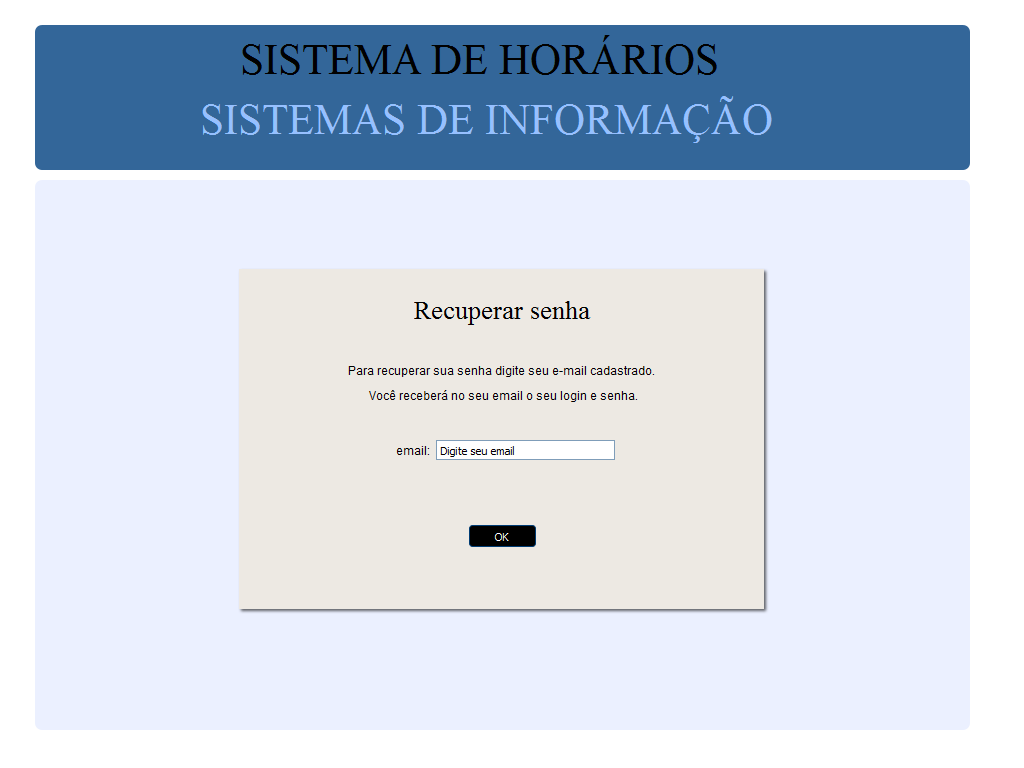 SISTEMA DE HORÁRIOS
SISTEMAS DE INFORMAÇÃO
Recuperar senha
Para recuperar sua senha digite seu e-mail cadastrado.
Você receberá no seu email o seu login e senha.
email: Digite seu email
OK